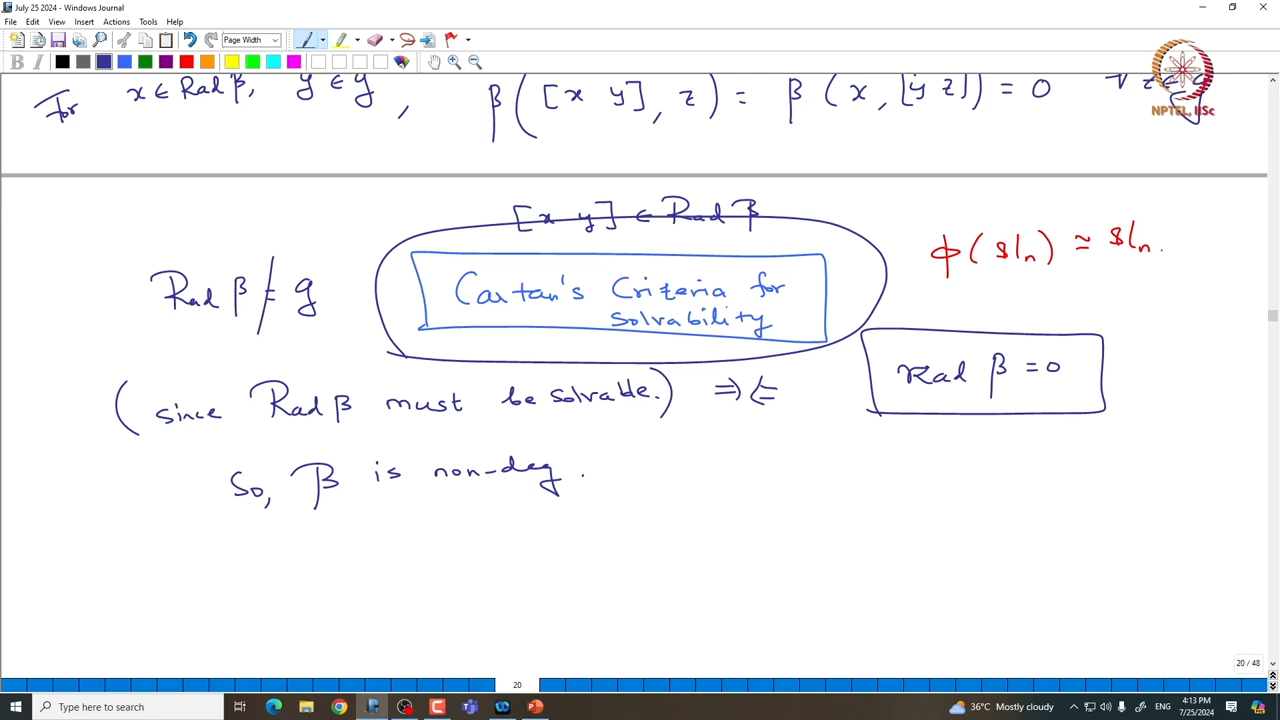 July 25 2024 - Windows Journal
File Edit View Insert Actions Tools Help
Page Width
B I
NPTEL, IISc
For x ∈ Rad β, y ∈ g, β([x y], z) = β(x, [y z]) = 0 ∀ z ∈ g
[x y] ∈ Rad β
ϕ(sln) ≃ sln.
Rad β ≠ g
Cartan's Criteria for
solvability
Rad β = 0
(since Rad β must be solvable.) ⇒⇐
So, β is non-deg.
20 / 48
20
Type here to search
36°C Mostly cloudy
ENG
4:13 PM
7/25/2024